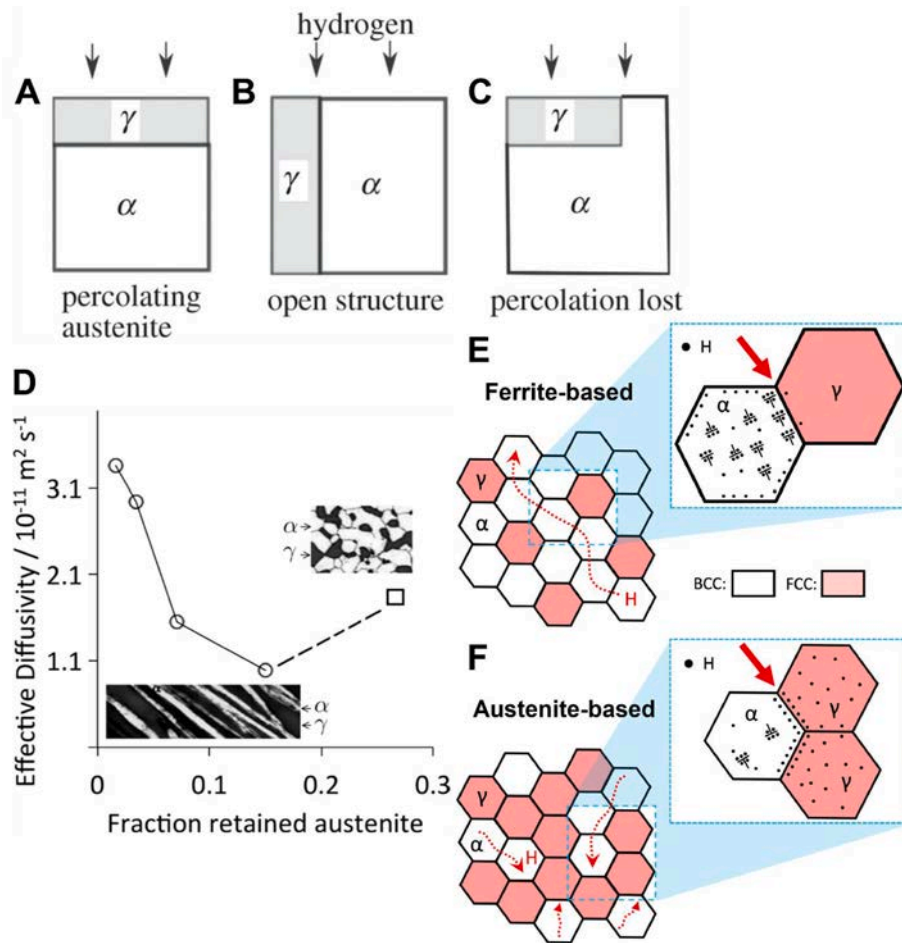 hydrogen
A
B
C
γ
γ
γ
α
α
α
percolating
austenite
open structure
percolation lost
D
Effective Diffusivity / 10⁻¹¹ m² s⁻¹
3.1
2.1
1.1
α
γ
α
γ
0
0.1
0.2
0.3
Fraction retained austenite
E
Ferrite-based
γ
α
H
H
α
γ
BCC:
FCC:
F
Austenite-based
γ
α
H
H
α
γ
γ